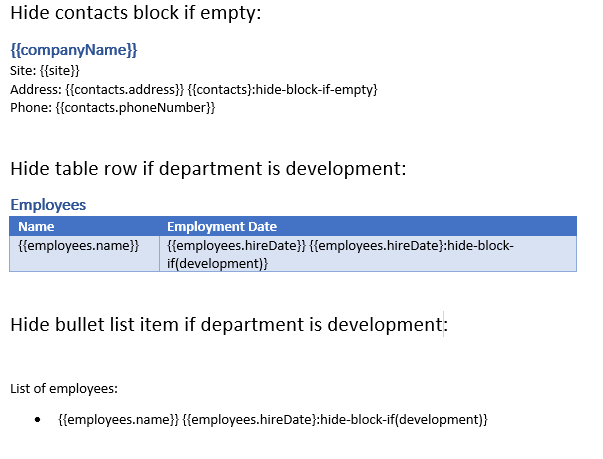 Hide contacts block if empty:
{{companyName}}
Site: {{site}}
Address: {{contacts.address}} {{contacts}:hide-block-if-empty}
Phone: {{contacts.phoneNumber}}
Hide table row if department is development:
Employees
Name Employment Date
{{employees.name}} {{employees.hireDate}} {{employees.hireDate}:hide-block-
if(development)}
Hide bullet list item if department is development:
List of employees:
• {{employees.name}} {{employees.hireDate}:hide-block-if(development)}